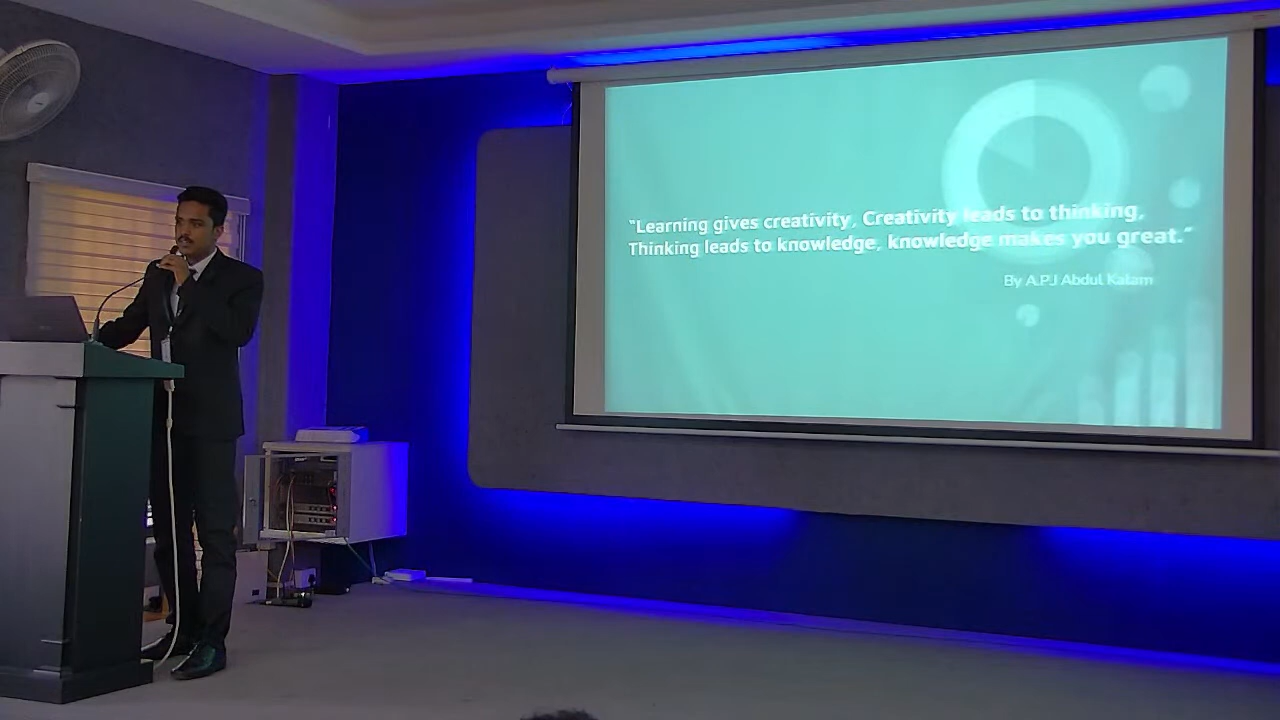 “Learning gives creativity, Creativity leads to thinking,
Thinking leads to knowledge, knowledge makes you great.”
By A.P.J Abdul Kalam